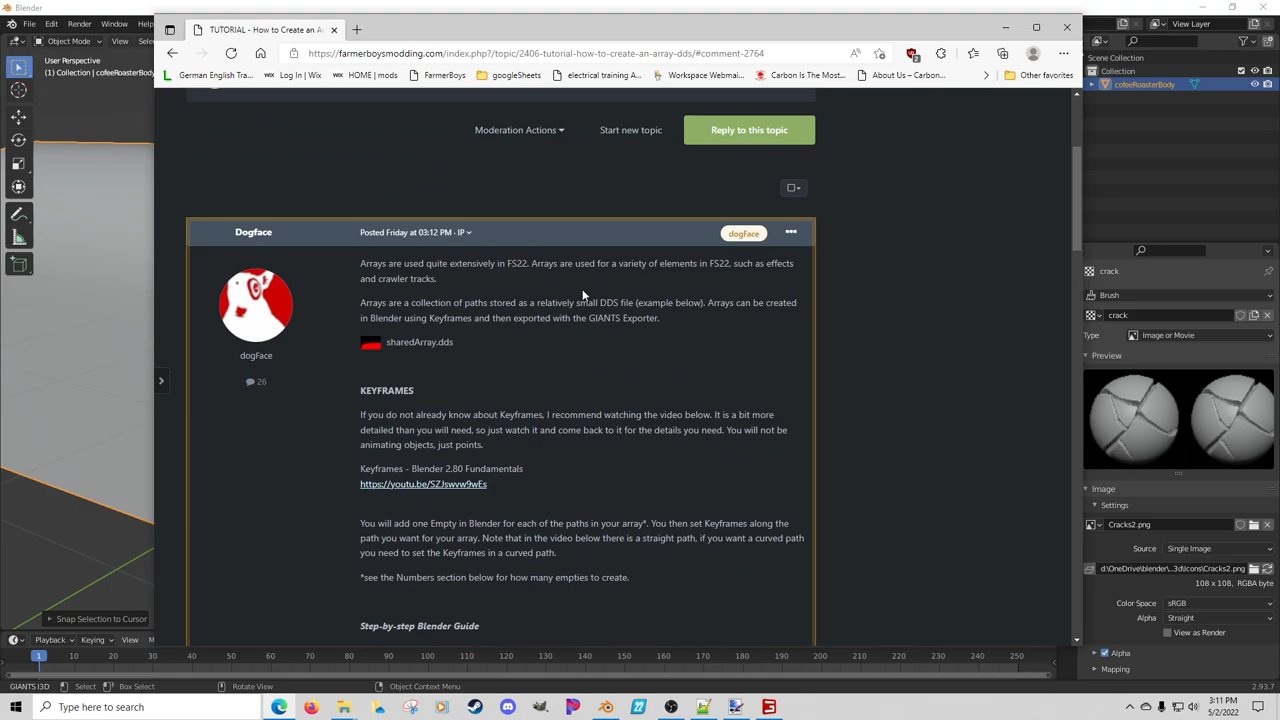 Blender
TUTORIAL - How to Create an Ar
File Edit Render Window
View Layer
https://farmerboysm com/index.php?/topic/2406-tutorial-how-to-create-an-array-dds/#comment-2764
Object Mode View Selec
German English Tra... Log In | Wix HOME | mods FarmerBoys googleSheets electrical training A... Workspace Webmai... Carbon Is The Most... About Us – Carbon... Other favorites
User Perspective
(1) Collection | cofeeRoasterBody
Scene Collection
Collection
cofeeRoasterBody
Moderation Actions Start new topic Reply to this topic
Dogface Posted Friday at 03:12 PM · IP dogFace
Arrays are used quite extensively in FS22. Arrays are used for a variety of elements in FS22, such as effects
and crawler tracks.
Arrays are a collection of paths stored as a relatively small DDS file (example below). Arrays can be created
in Blender using Keyframes and then exported with the GIANTS Exporter.
sharedArray.dds
dogFace
26
KEYFRAMES
If you do not already know about Keyframes, I recommend watching the video below. It is a bit more
detailed than you will need, so just watch it and come back to it for the details you need. You will not be
animating objects, just points.
Keyframes - Blender 2.80 Fundamentals
https://youtu.be/SZJswvw9wEs
You will add one Empty in Blender for each of the paths in your array*. You then set Keyframes along the
path you want for your array. Note that in the video below there is a straight path, if you want a curved path
you need to set the Keyframes in a curved path.
*see the Numbers section below for how many empties to create.
Step-by-step Blender Guide
crack
Brush
crack
Type Image or Movie
Preview
Image
Settings
Cracks2.png
Source Single Image
d:\OneDrive\blender\...3d\Icons\Cracks2.png
108 x 108, RGBA byte
Color Space sRGB
Alpha Straight
View as Render
Alpha
Mapping
Snap Selection to Cursor
Playback Keying View M
1 10 20 30 40 50 60 70 80 90 100 110 120 130 140 150 160 170 180 190 200 210 220 230 240 250
GIANTS I3D Select Box Select Rotate View Object Context Menu 2.93.7
Type here to search
3:11 PM
5/2/2022